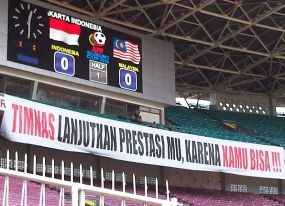 JAKARTA INDONESIA
INDONESIA
MALAYSIA
0
HALF
0
1
TIMNAS LANJUTKAN PRESTASI MU, KARENA KAMU BISA !!!